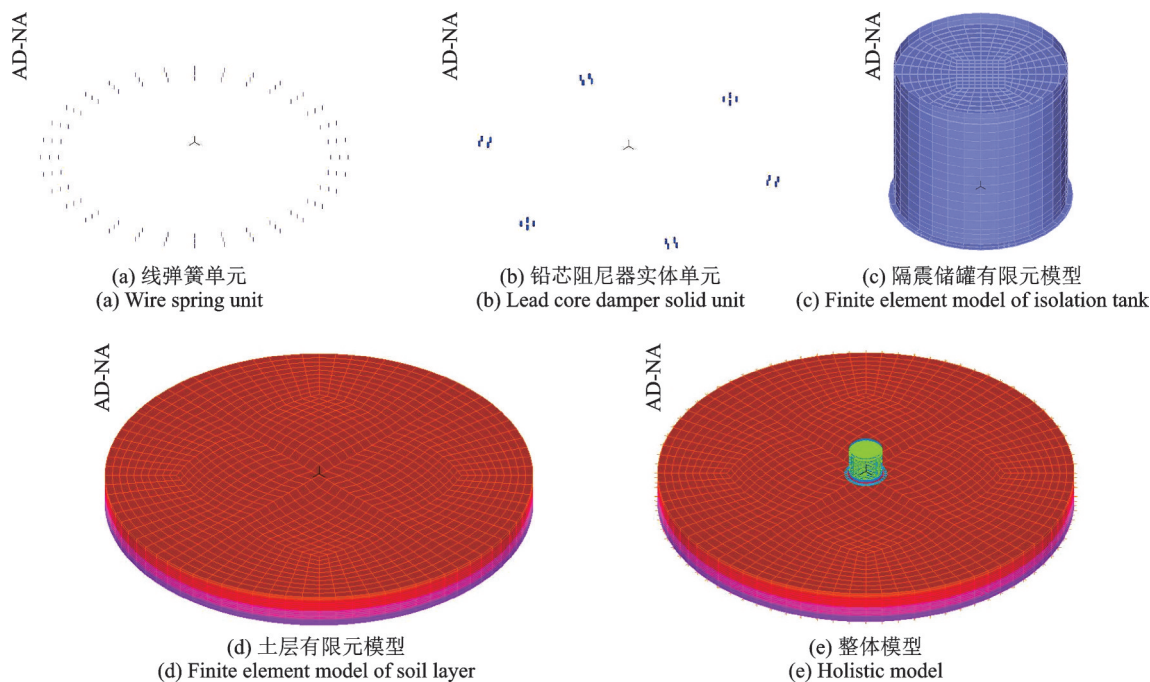 AD-NA
(a) 线弹簧单元
(a) Wire spring unit
AD-NA
(b) 铅芯阻尼器实体单元
(b) Lead core damper solid unit
AD-NA
(c) 隔震储罐有限元模型
(c) Finite element model of isolation tank
AD-NA
(d) 土层有限元模型
(d) Finite element model of soil layer
AD-NA
(e) 整体模型
(e) Holistic model